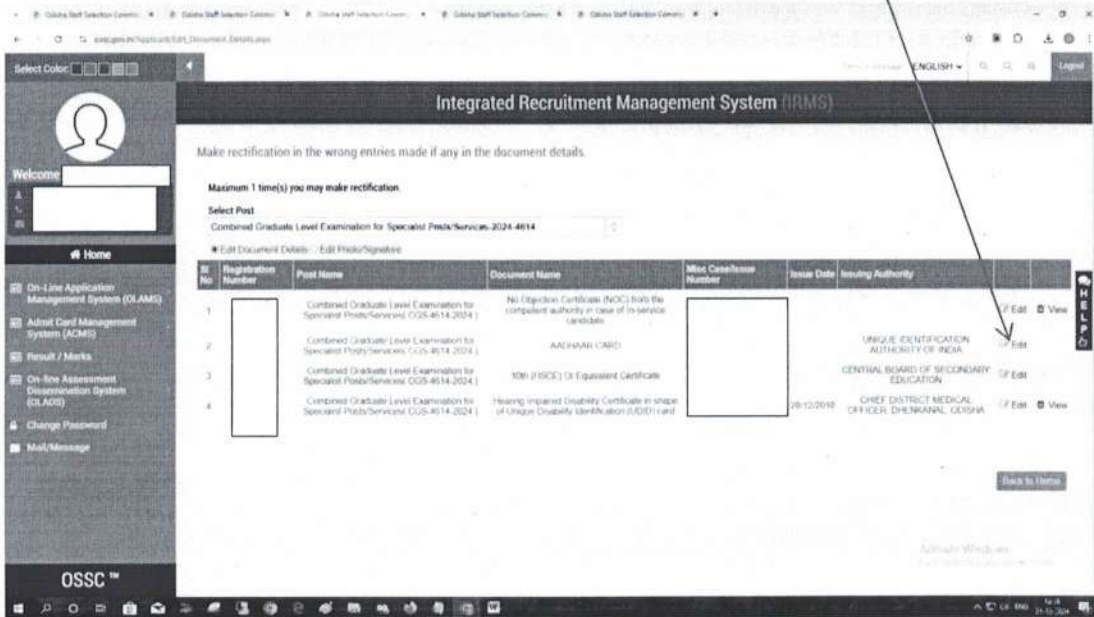 Select Color:
ENGLISH
Logout
Integrated Recruitment Management System (IRMS)
Make rectification in the wrong entries made if any in the document details.
Welcome
Maximum 1 time(s) you may make rectification.
Select Post
Combined Graduate Level Examination for Specialist Posts/Services-2024-4614
Edit Document Details Edit Photo/Signature
Home
Sl No Registration Number Post Name Document Name Misc Case/Issue Number Issue Date Issuing Authority
On-Line Application Management System (OLAMS)
Admit Card Management System (ACMS)
Result / Marks
On-line Assessment Dissemination System (OLADS)
Change Password
Mail/Message
1 Combined Graduate Level Examination for Specialist Posts/Services( CGS-4614-2024 ) No Objection Certificate (NOC) from the competent authority in case of in-service candidate Edit View
2 Combined Graduate Level Examination for Specialist Posts/Services( CGS-4614-2024 ) AADHAAR CARD UNIQUE IDENTIFICATION AUTHORITY OF INDIA Edit
3 Combined Graduate Level Examination for Specialist Posts/Services( CGS-4614-2024 ) 10th (HSCE) Or Equivalent Certificate CENTRAL BOARD OF SECONDARY EDUCATION Edit
4 Combined Graduate Level Examination for Specialist Posts/Services( CGS-4614-2024 ) Hearing Impaired Disability Certificate in shape of Unique Disability Identification (UDID) card CHIEF DISTRICT MEDICAL OFFICER, DHENKANAL, ODISHA Edit View
HELP
Back to Home
Activate Windows
OSSC ™